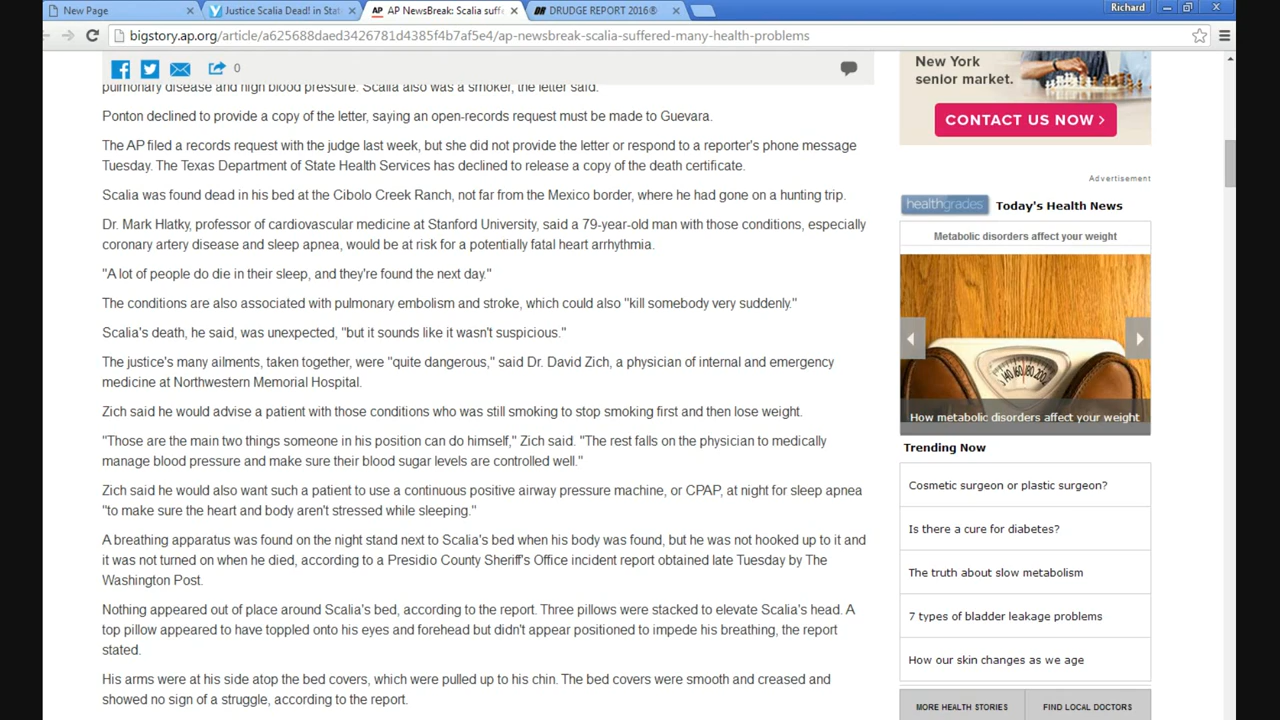 New Page
Justice Scalia Dead! in Stat
AP NewsBreak: Scalia suffe
DRUDGE REPORT 2016®
Richard
bigstory.ap.org/article/a625688daed3426781d4385f4b7af5e4/ap-newsbreak-scalia-suffered-many-health-problems
0
pulmonary disease and high blood pressure. Scalia also was a smoker, the letter said.
Ponton declined to provide a copy of the letter, saying an open-records request must be made to Guevara.
The AP filed a records request with the judge last week, but she did not provide the letter or respond to a reporter's phone message
Tuesday. The Texas Department of State Health Services has declined to release a copy of the death certificate.
Scalia was found dead in his bed at the Cibolo Creek Ranch, not far from the Mexico border, where he had gone on a hunting trip.
Dr. Mark Hlatky, professor of cardiovascular medicine at Stanford University, said a 79-year-old man with those conditions, especially
coronary artery disease and sleep apnea, would be at risk for a potentially fatal heart arrhythmia.
"A lot of people do die in their sleep, and they're found the next day."
The conditions are also associated with pulmonary embolism and stroke, which could also "kill somebody very suddenly."
Scalia's death, he said, was unexpected, "but it sounds like it wasn't suspicious."
The justice's many ailments, taken together, were "quite dangerous," said Dr. David Zich, a physician of internal and emergency
medicine at Northwestern Memorial Hospital.
Zich said he would advise a patient with those conditions who was still smoking to stop smoking first and then lose weight.
"Those are the main two things someone in his position can do himself," Zich said. "The rest falls on the physician to medically
manage blood pressure and make sure their blood sugar levels are controlled well."
Zich said he would also want such a patient to use a continuous positive airway pressure machine, or CPAP, at night for sleep apnea
"to make sure the heart and body aren't stressed while sleeping."
A breathing apparatus was found on the night stand next to Scalia's bed when his body was found, but he was not hooked up to it and
it was not turned on when he died, according to a Presidio County Sheriff's Office incident report obtained late Tuesday by The
Washington Post.
Nothing appeared out of place around Scalia's bed, according to the report. Three pillows were stacked to elevate Scalia's head. A
top pillow appeared to have toppled onto his eyes and forehead but didn't appear positioned to impede his breathing, the report
stated.
His arms were at his side atop the bed covers, which were pulled up to his chin. The bed covers were smooth and creased and
showed no sign of a struggle, according to the report.
New York
senior market.
CONTACT US NOW >
Advertisement
healthgrades Today's Health News
Metabolic disorders affect your weight
140 160 180 200
How metabolic disorders affect your weight
Trending Now
Cosmetic surgeon or plastic surgeon?
Is there a cure for diabetes?
The truth about slow metabolism
7 types of bladder leakage problems
How our skin changes as we age
MORE HEALTH STORIES
FIND LOCAL DOCTORS